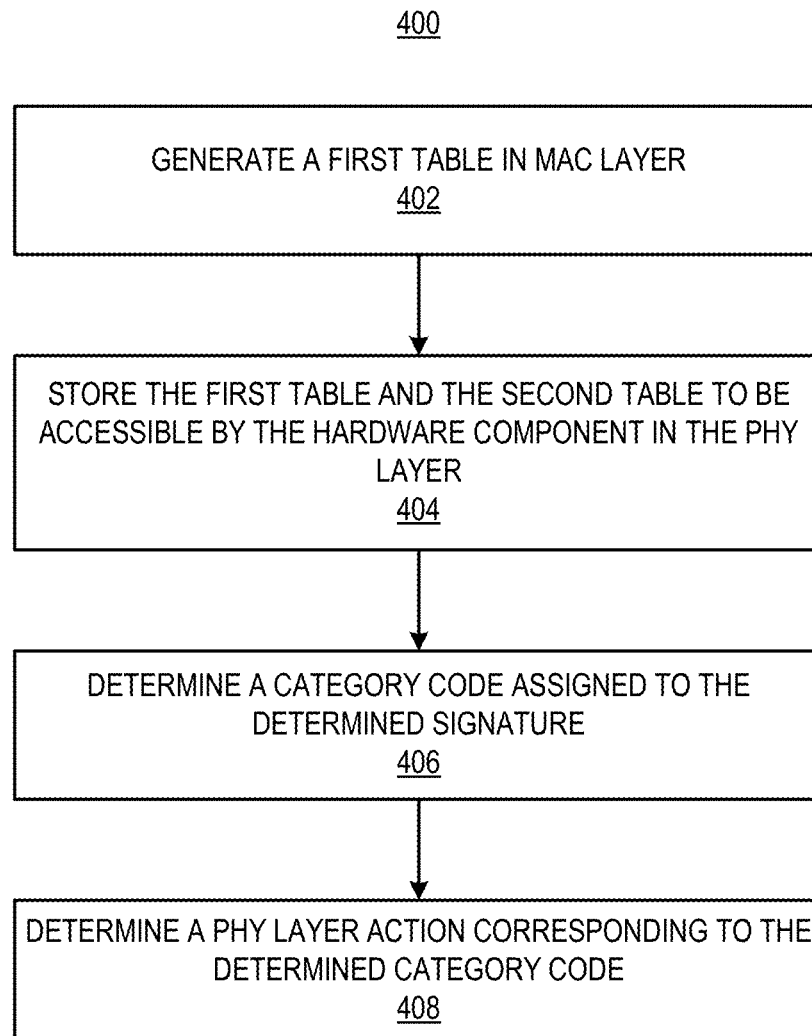 400
GENERATE A FIRST TABLE IN MAC LAYER
402
STORE THE FIRST TABLE AND THE SECOND TABLE TO BE
ACCESSIBLE BY THE HARDWARE COMPONENT IN THE PHY
LAYER
404
DETERMINE A CATEGORY CODE ASSIGNED TO THE
DETERMINED SIGNATURE
406
DETERMINE A PHY LAYER ACTION CORRESPONDING TO THE
DETERMINED CATEGORY CODE
408